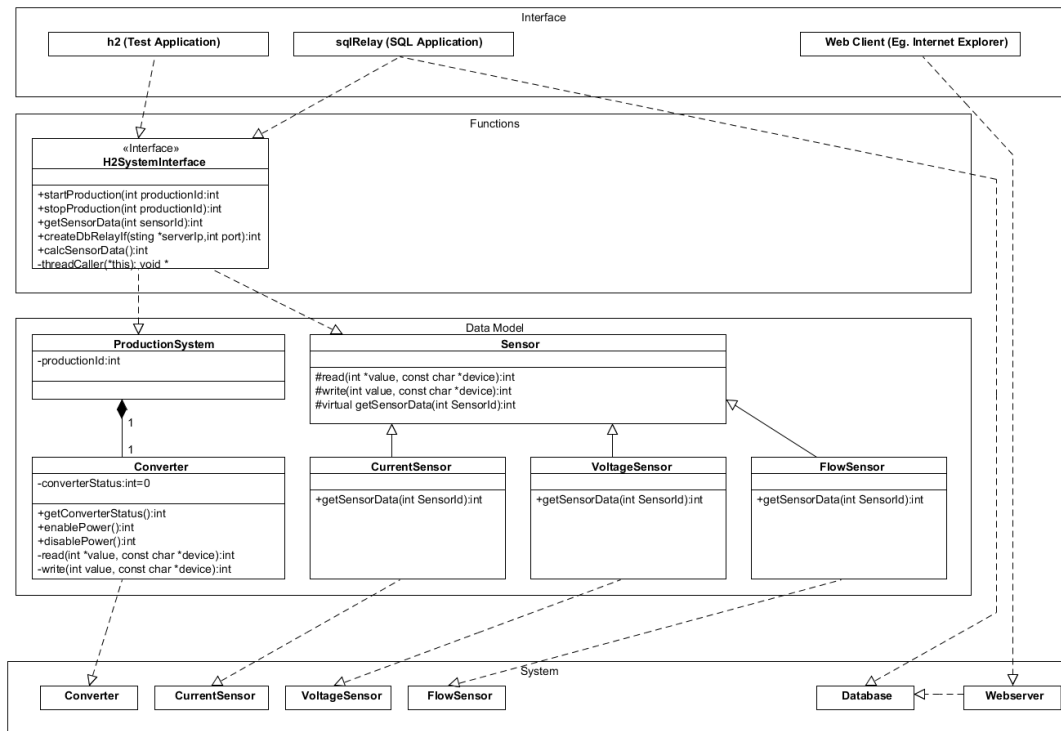 Interface
h2 (Test Application)
sqlRelay (SQL Application)
Web Client (Eg. Internet Explorer)
Functions
«Interface»
H2SystemInterface
+startProduction(int productionId:int
+stopProduction(int productionId):int
+getSensorData(int sensorId):int
+createDbRelayIf(sting *serverIp,int port):int
+calcSensorData():int
-threadCaller(*this): void *
Data Model
ProductionSystem
-productionId:int
1
1
Sensor
#read(int *value, const char *device):int
#write(int value, const char *device):int
#virtual getSensorData(int SensorId):int
Converter
-converterStatus:int=0
+getConverterStatus():int
+enablePower():int
+disablePower():int
-read(int *value, const char *device):int
-write(int value, const char *device):int
CurrentSensor
+getSensorData(int SensorId):int
VoltageSensor
+getSensorData(int SensorId):int
FlowSensor
+getSensorData(int SensorId):int
System
Converter
CurrentSensor
VoltageSensor
FlowSensor
Database
Webserver